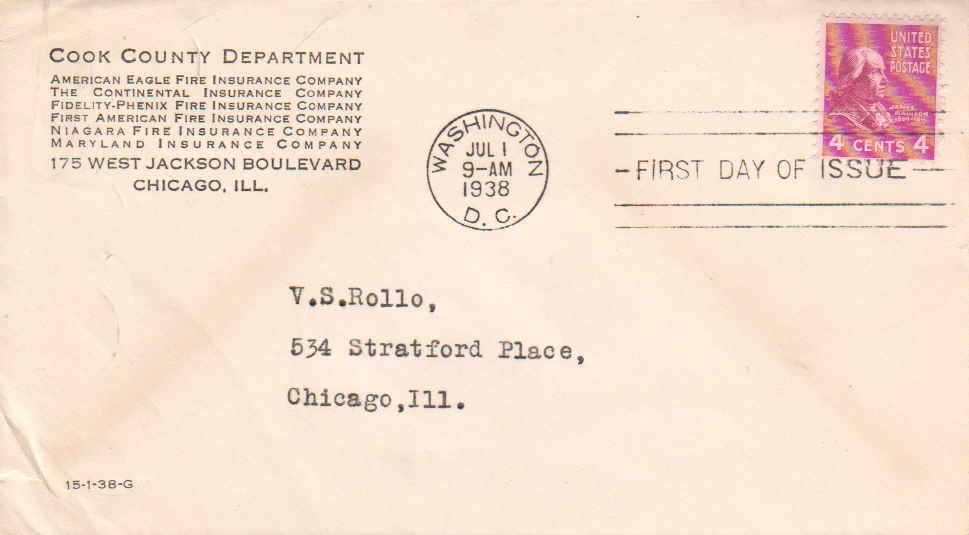 COOK COUNTY DEPARTMENT
AMERICAN EAGLE FIRE INSURANCE COMPANY
THE CONTINENTAL INSURANCE COMPANY
FIDELITY-PHENIX FIRE INSURANCE COMPANY
FIRST AMERICAN FIRE INSURANCE COMPANY
NIAGARA FIRE INSURANCE COMPANY
MARYLAND INSURANCE COMPANY
175 WEST JACKSON BOULEVARD
CHICAGO, ILL.
WASHINGTON
JUL 1
9-AM
1938
D. C.
UNITED
STATES
POSTAGE
JAMES
MADISON
4 CENTS 4
-FIRST DAY OF ISSUE-
V.S.Rollo,
534 Stratford Place,
Chicago,Ill.
15-1-38-G